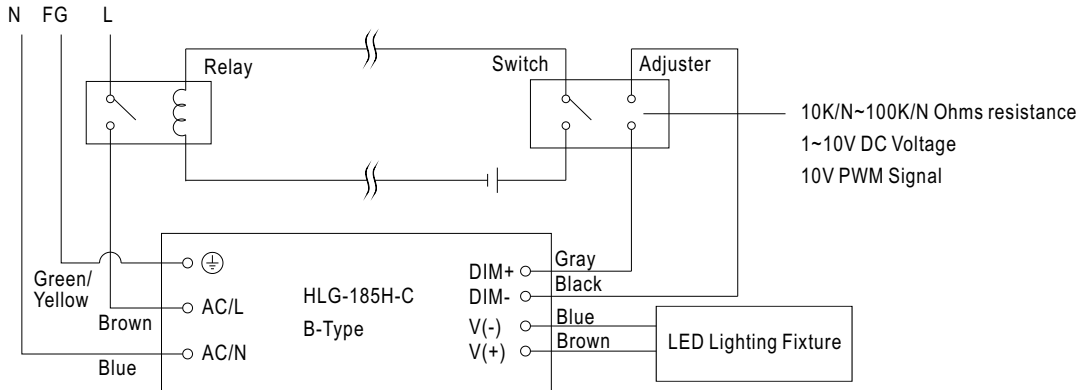 N FG L
Relay
Switch
Adjuster
10K/N~100K/N Ohms resistance
1~10V DC Voltage
10V PWM Signal
Green/
Yellow
Brown
Blue
AC/L
AC/N
HLG-185H-C
B-Type
DIM+
DIM-
V(-)
V(+)
Gray
Black
Blue
Brown
LED Lighting Fixture